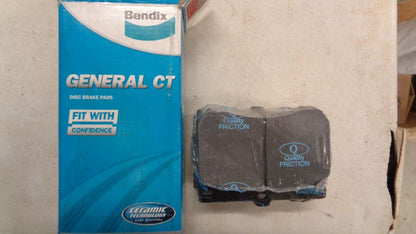 Bendix
GENERAL CT
DISC BRAKE PADS
FIT WITH
CONFIDENCE
CERAMIC
TECHNOLOGY
Quality
FRICTION
Q
Quality
FRICTION